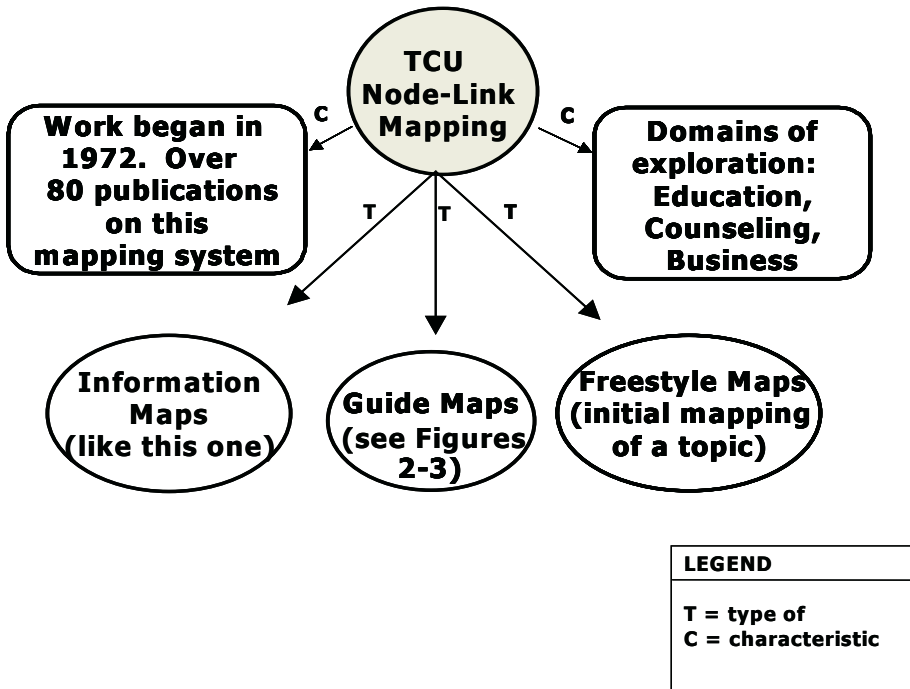 TCU
Node-Link
Mapping
C
C
Work began in
1972. Over
80 publications
on this
mapping system
Domains of
exploration:
Education,
Counseling,
Business
T
T
T
Information
Maps
(like this one)
Guide Maps
(see Figures
2-3)
Freestyle Maps
(initial mapping
of a topic)
LEGEND
T = type of
C = characteristic